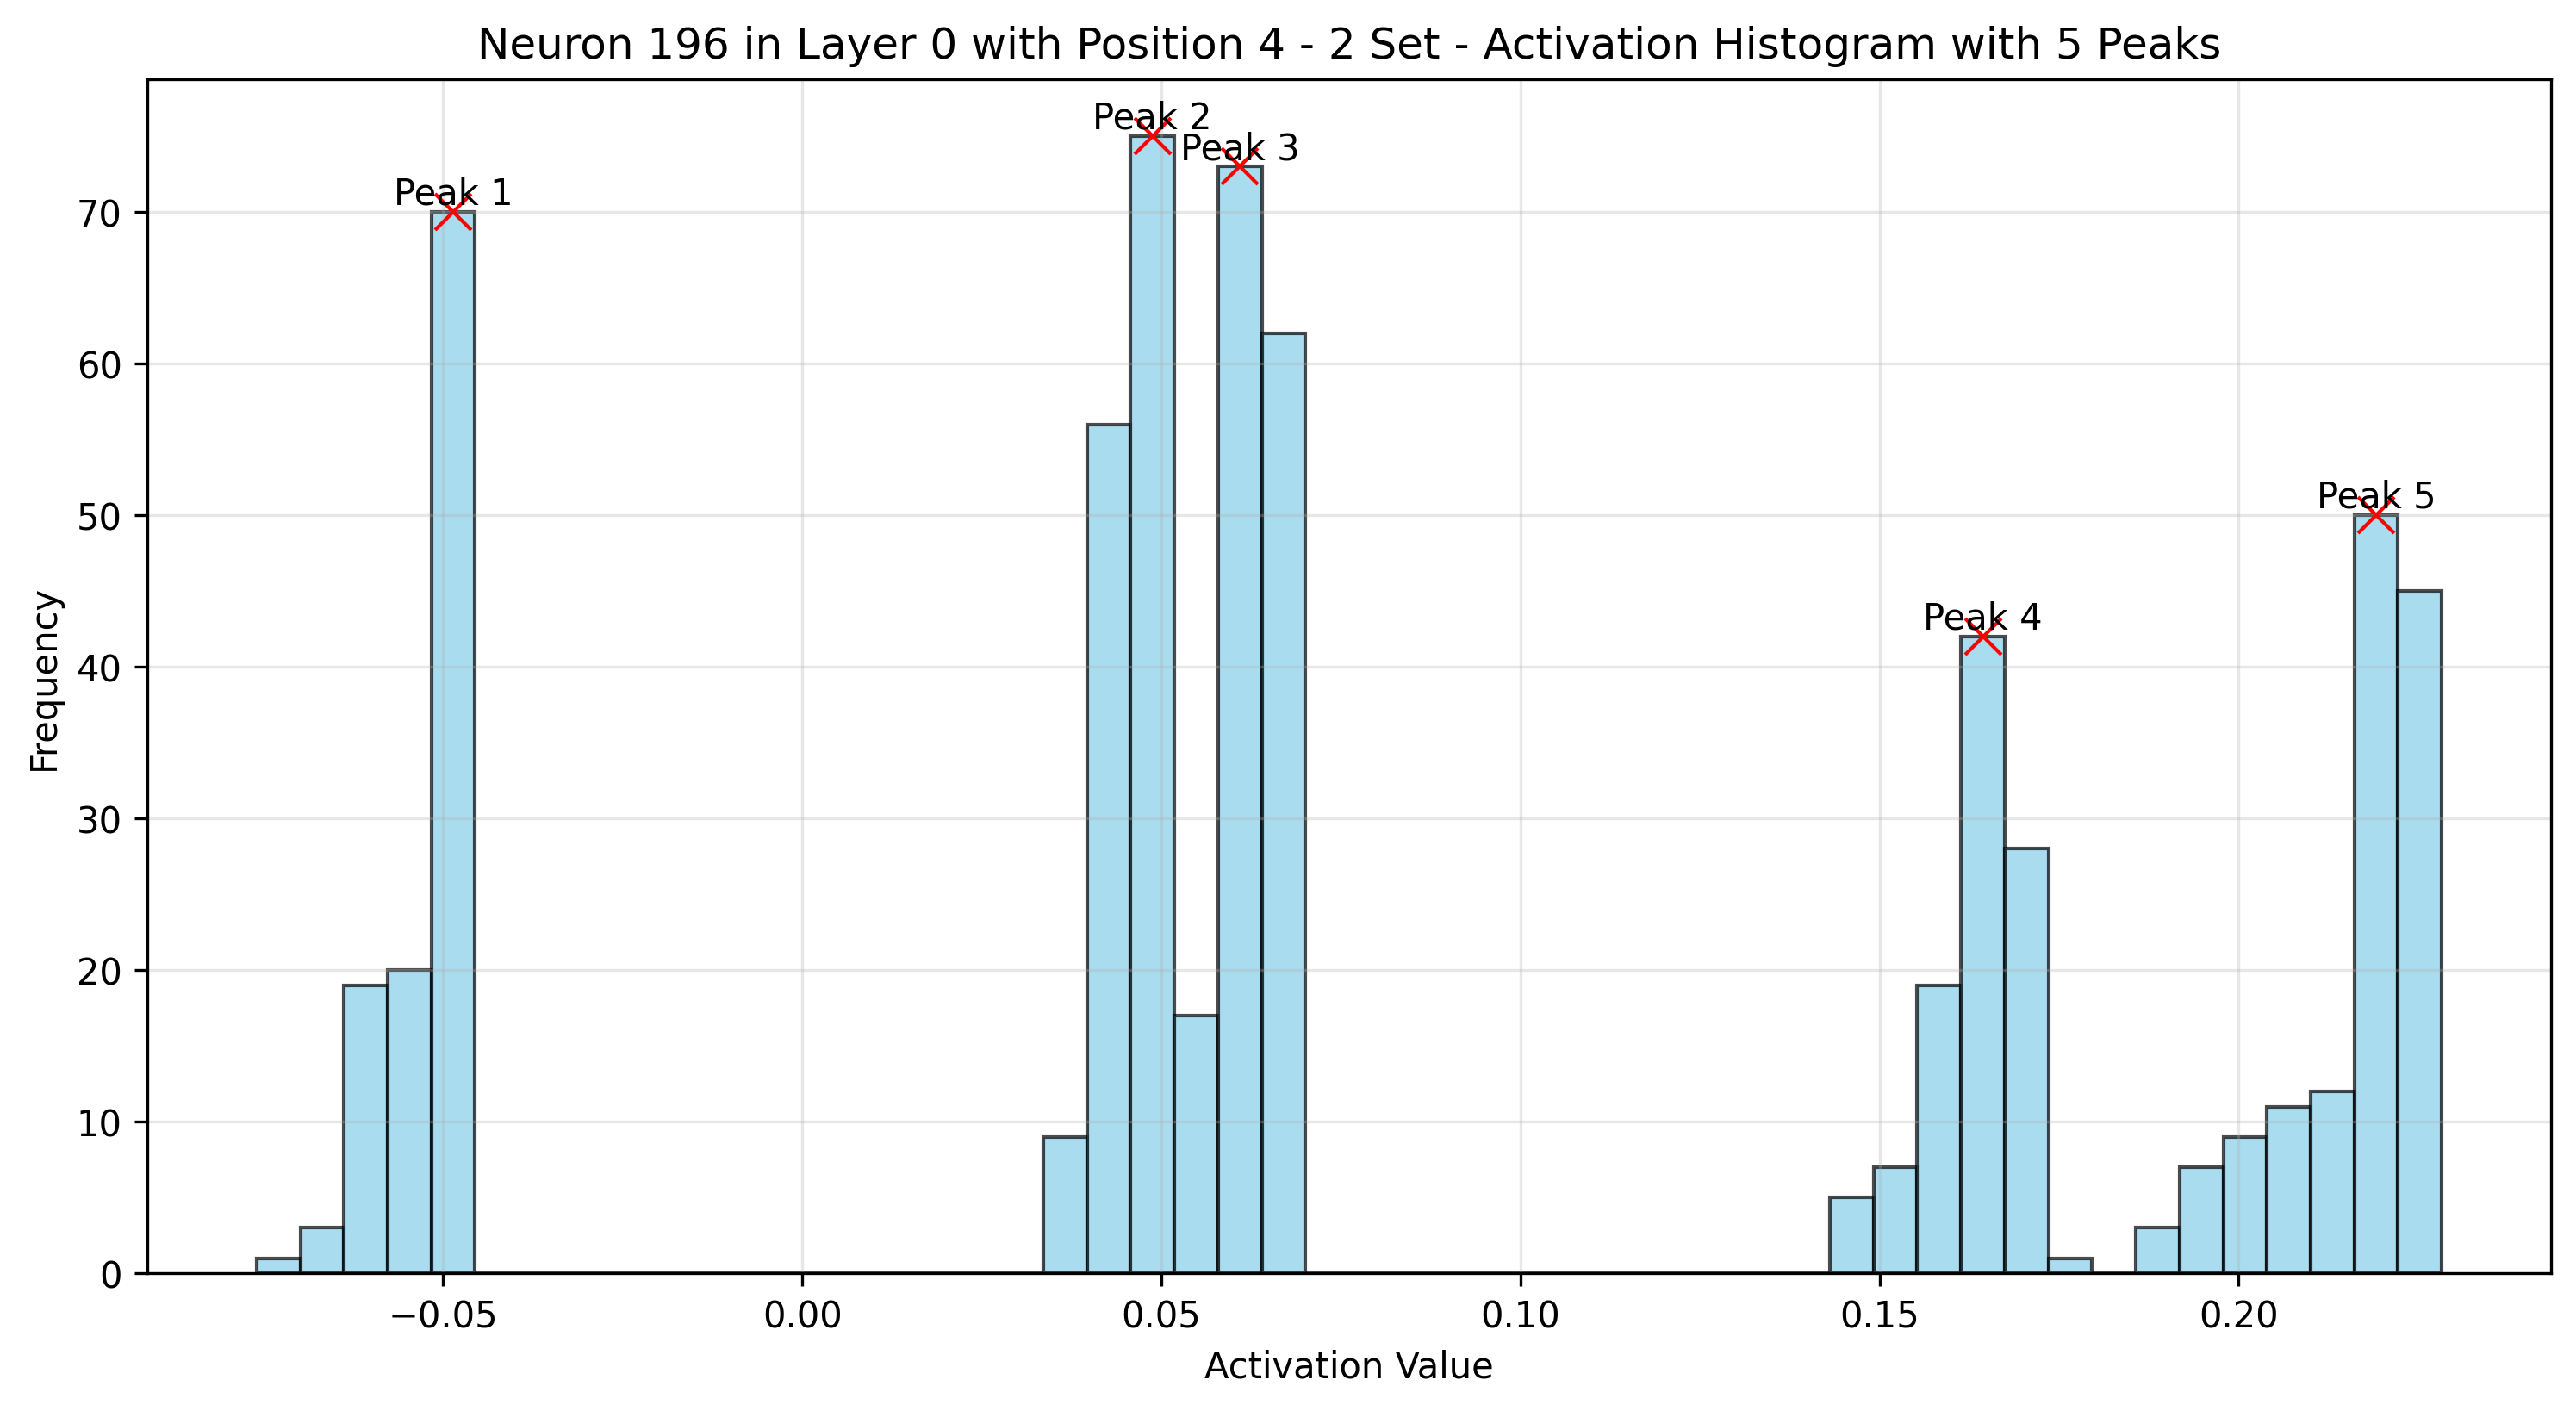 Neuron 196 in Layer 0 with Position 4 - 2 Set - Activation Histogram with 5 Peaks
Peak 1
Peak 2
Peak 3
Peak 4
Peak 5
Frequency
70
60
50
40
30
20
10
0
−0.05
0.00
0.05
0.10
0.15
0.20
Activation Value